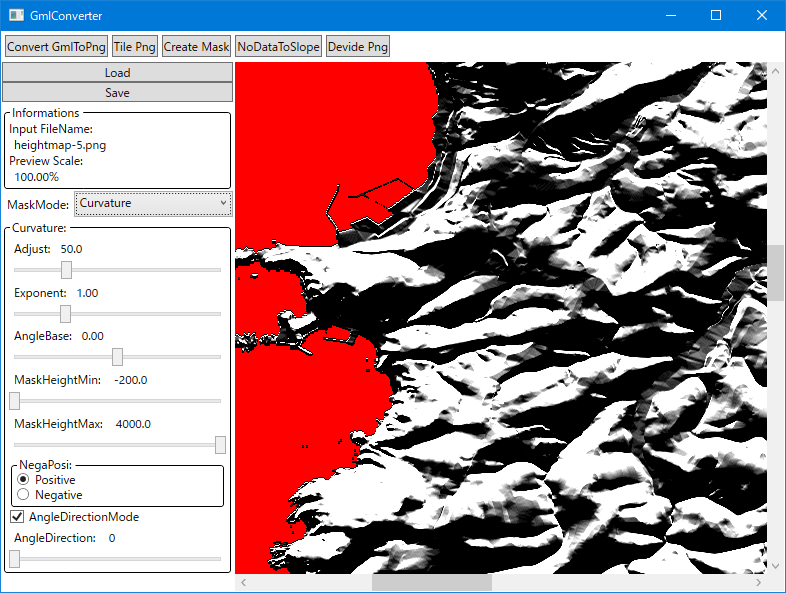 GmlConverter
Convert GmlToPng Tile Png Create Mask NoDataToSlope Devide Png
Load
Save
Informations
Input FileName:
heightmap-5.png
Preview Scale:
100.00%
MaskMode: Curvature
Curvature:
Adjust: 50.0
Exponent: 1.00
AngleBase: 0.00
MaskHeightMin: -200.0
MaskHeightMax: 4000.0
NegaPosi:
Positive
Negative
AngleDirectionMode
AngleDirection: 0